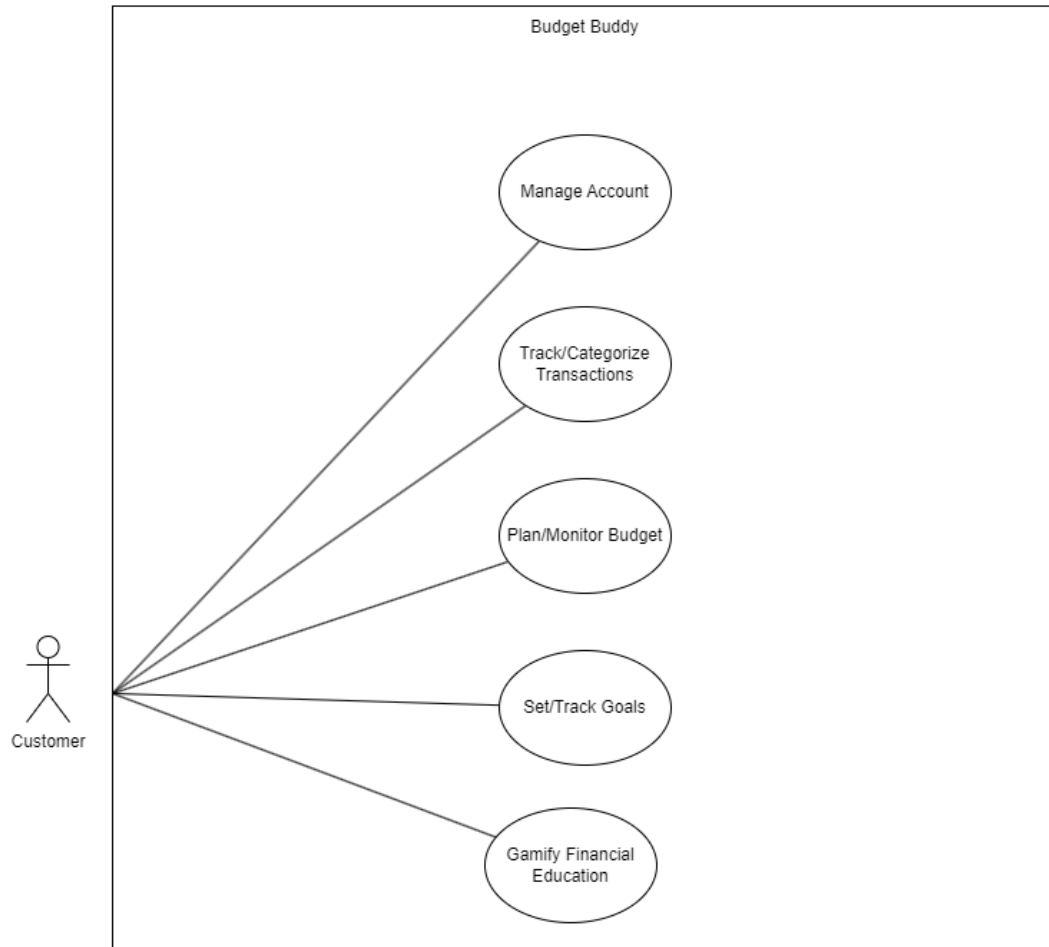 Budget Buddy
Manage Account
Track/Categorize
Transactions
Plan/Monitor Budget
Set/Track Goals
Customer
Gamify Financial
Education